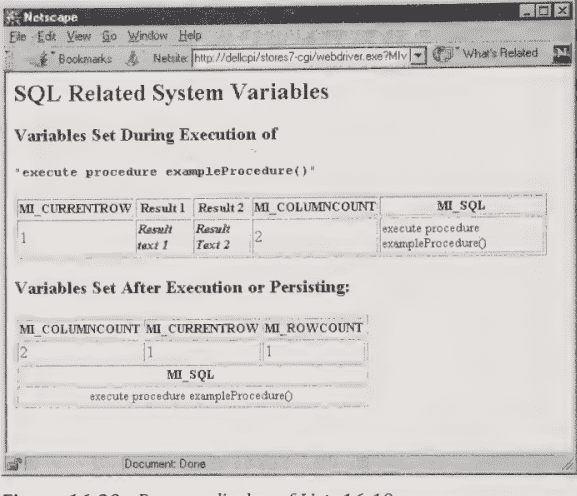 Netscape
File Edit View Go Window Help
Bookmarks Netsite: http://dellcpi/stores7-cgi/webdriver.exe?MIv What's Related
SQL Related System Variables
Variables Set During Execution of
"execute procedure exampleProcedure()"
MI_CURRENTROW Result 1 Result 2 MI_COLUMNCOUNT MI_SQL
1 Result text 1 Result Text 2 2 execute procedure exampleProcedure()
Variables Set After Execution or Persisting:
MI_COLUMNCOUNT MI_CURRENTROW MI_ROWCOUNT
2 1 1
MI_SQL
execute procedure exampleProcedure()
Document: Done